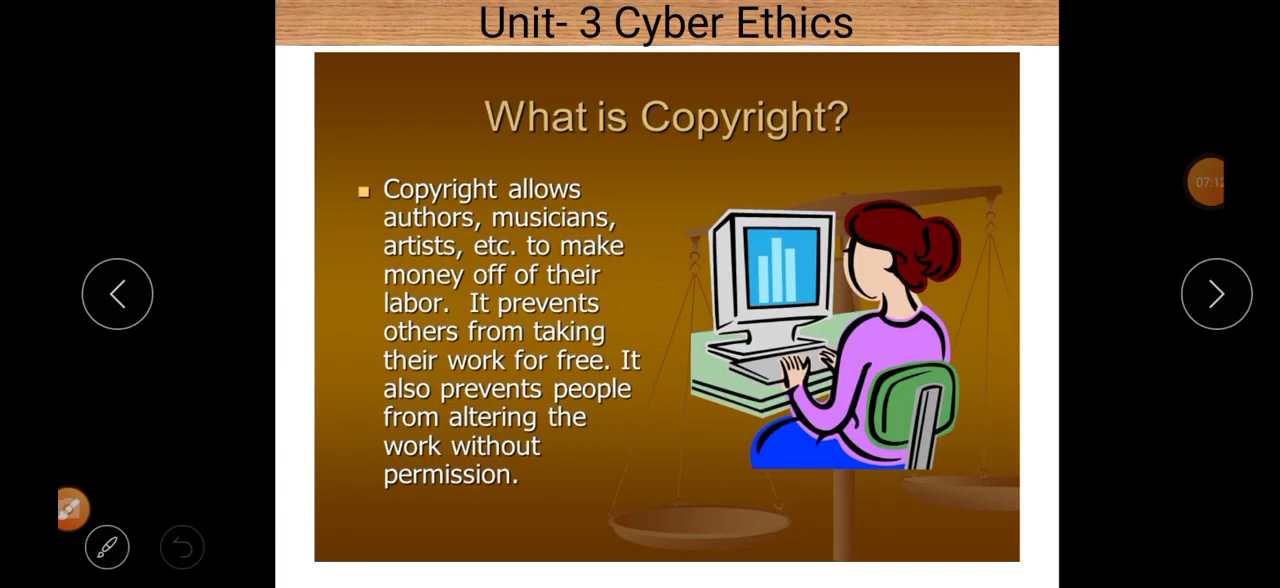 Unit- 3 Cyber Ethics
What is Copyright?
Copyright allows
authors, musicians,
artists, etc. to make
money off of their
labor. It prevents
others from taking
their work for free. It
also prevents people
from altering the
work without
permission.
07:12